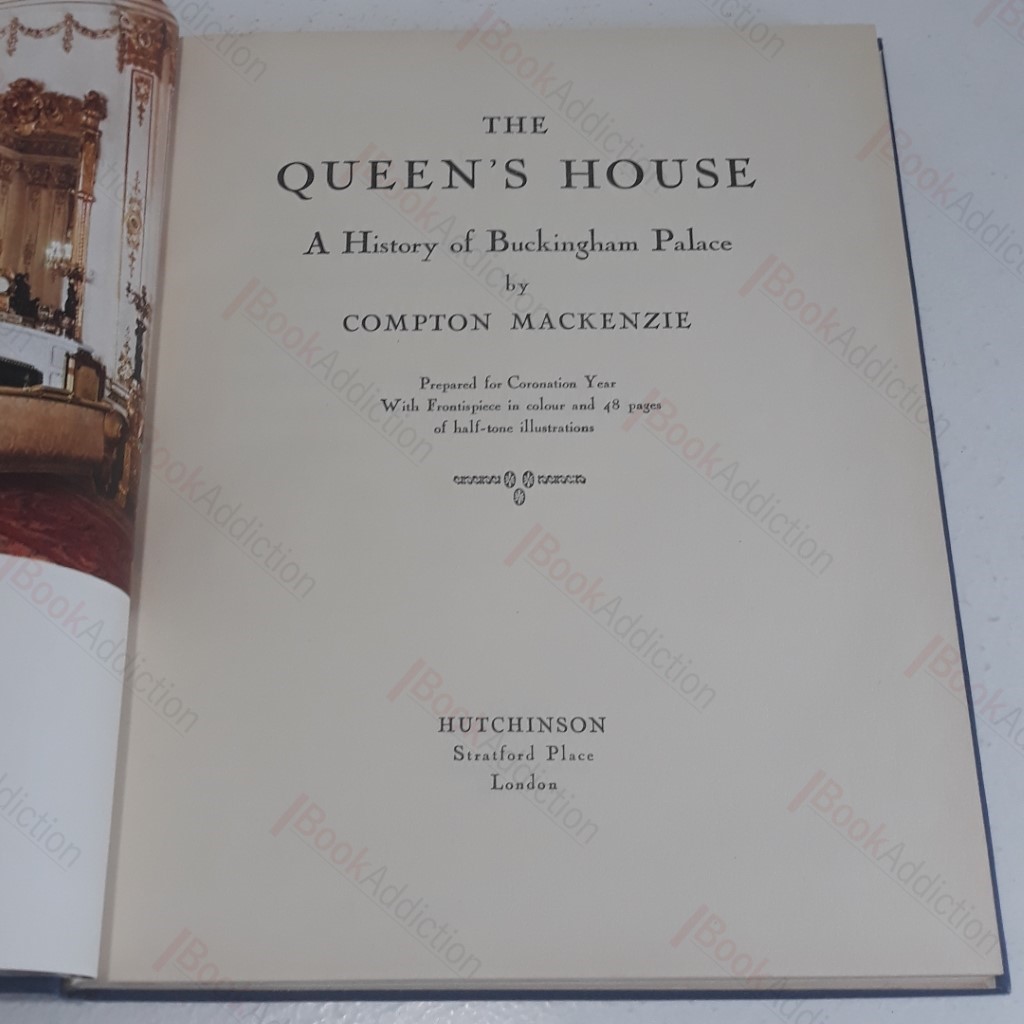 THE
QUEEN'S HOUSE
A History of Buckingham Palace
by
COMPTON MACKENZIE
Prepared for Coronation Year
With Frontispiece in colour and 48 pages
of half-tone illustrations
HUTCHINSON
Stratford Place
London
BookAddiction